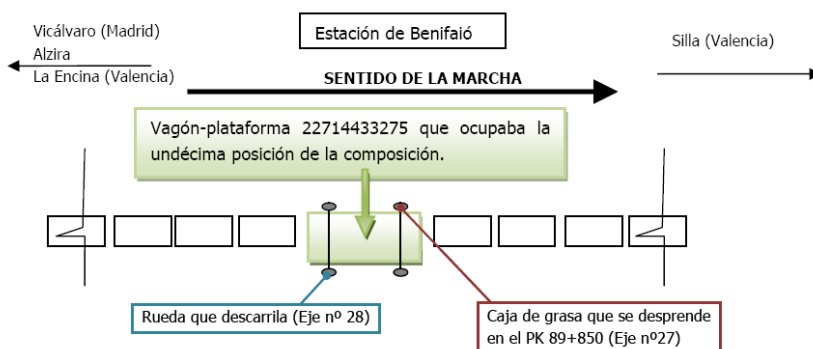 Vicálvaro (Madrid)
Alzira
La Encina (Valencia)
Estación de Benifaió
Silla (Valencia)
SENTIDO DE LA MARCHA
Vagón-plataforma 22714433275 que ocupaba la
undécima posición de la composición.
Rueda que descarrila (Eje nº 28)
Caja de grasa que se desprende
en el PK 89+850 (Eje nº27)